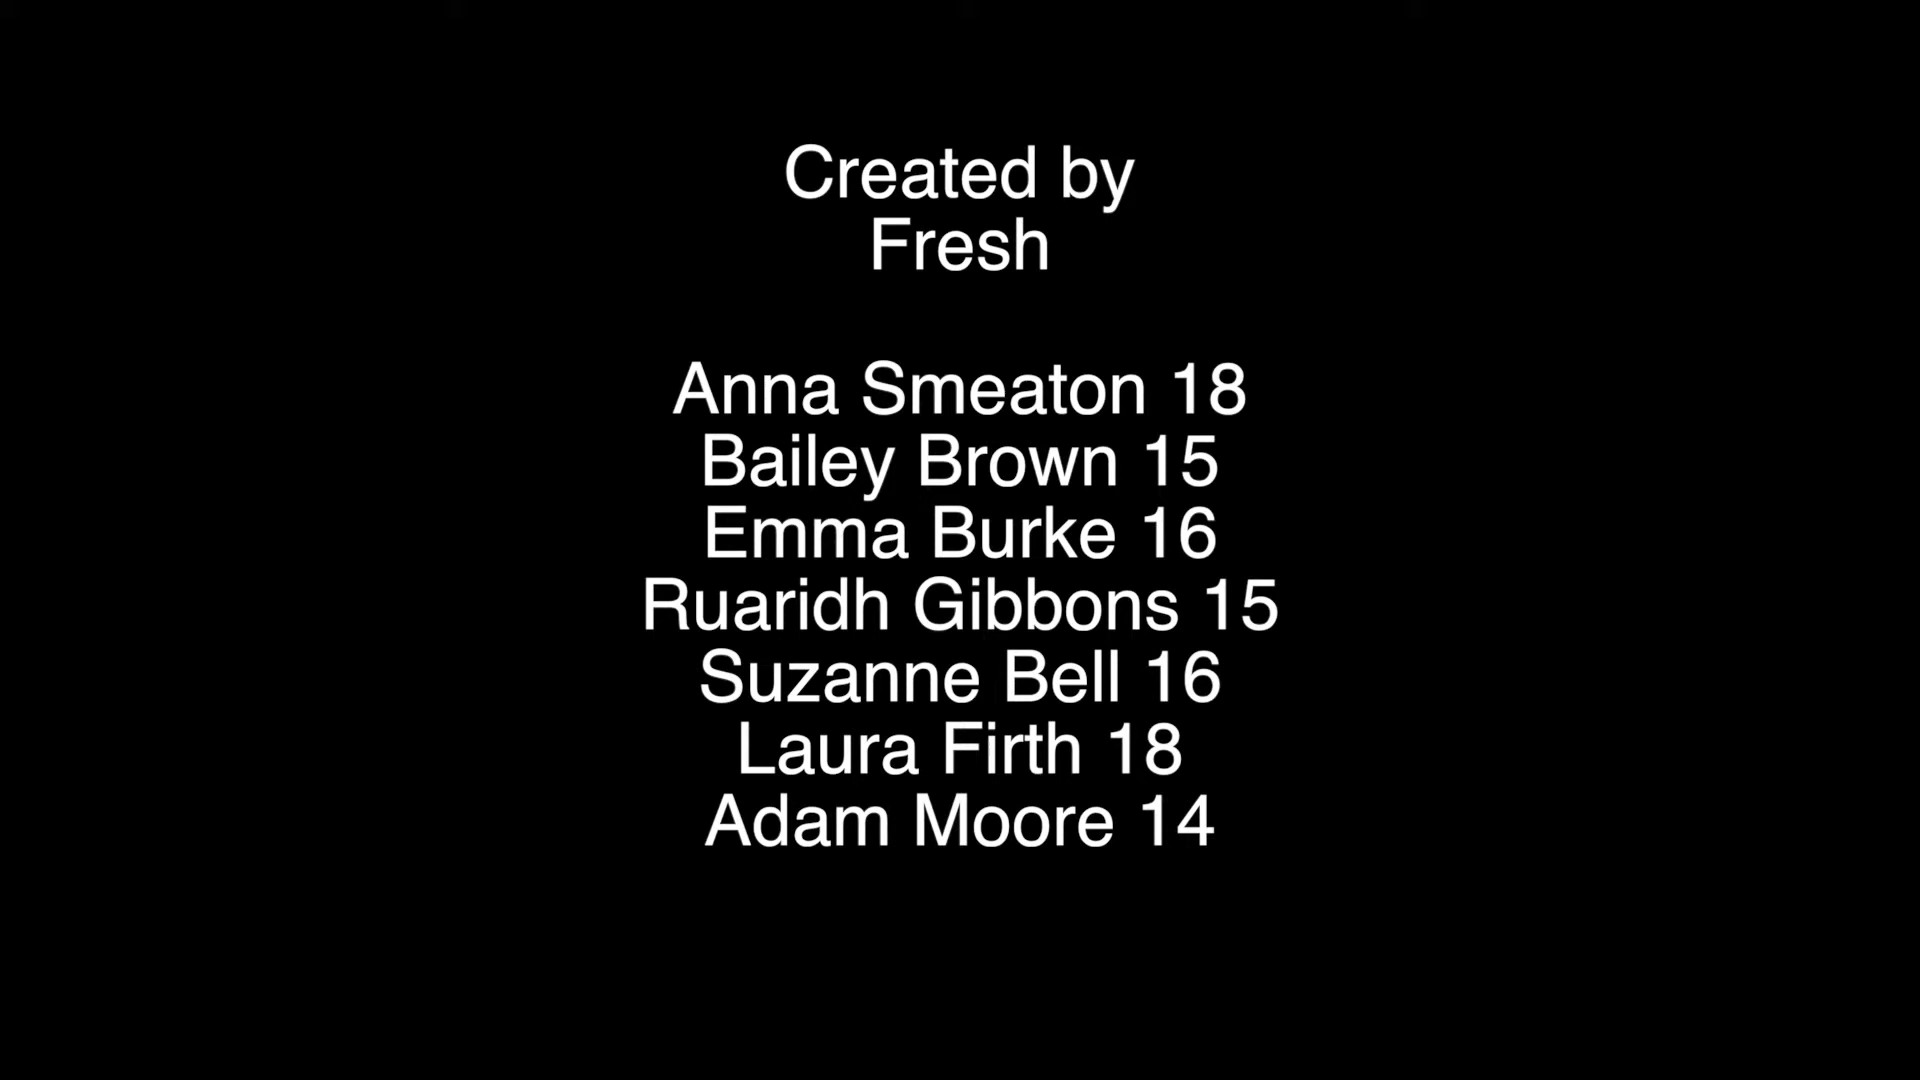 Created by
Fresh
Anna Smeaton 18
Bailey Brown 15
Emma Burke 16
Ruaridh Gibbons 15
Suzanne Bell 16
Laura Firth 18
Adam Moore 14